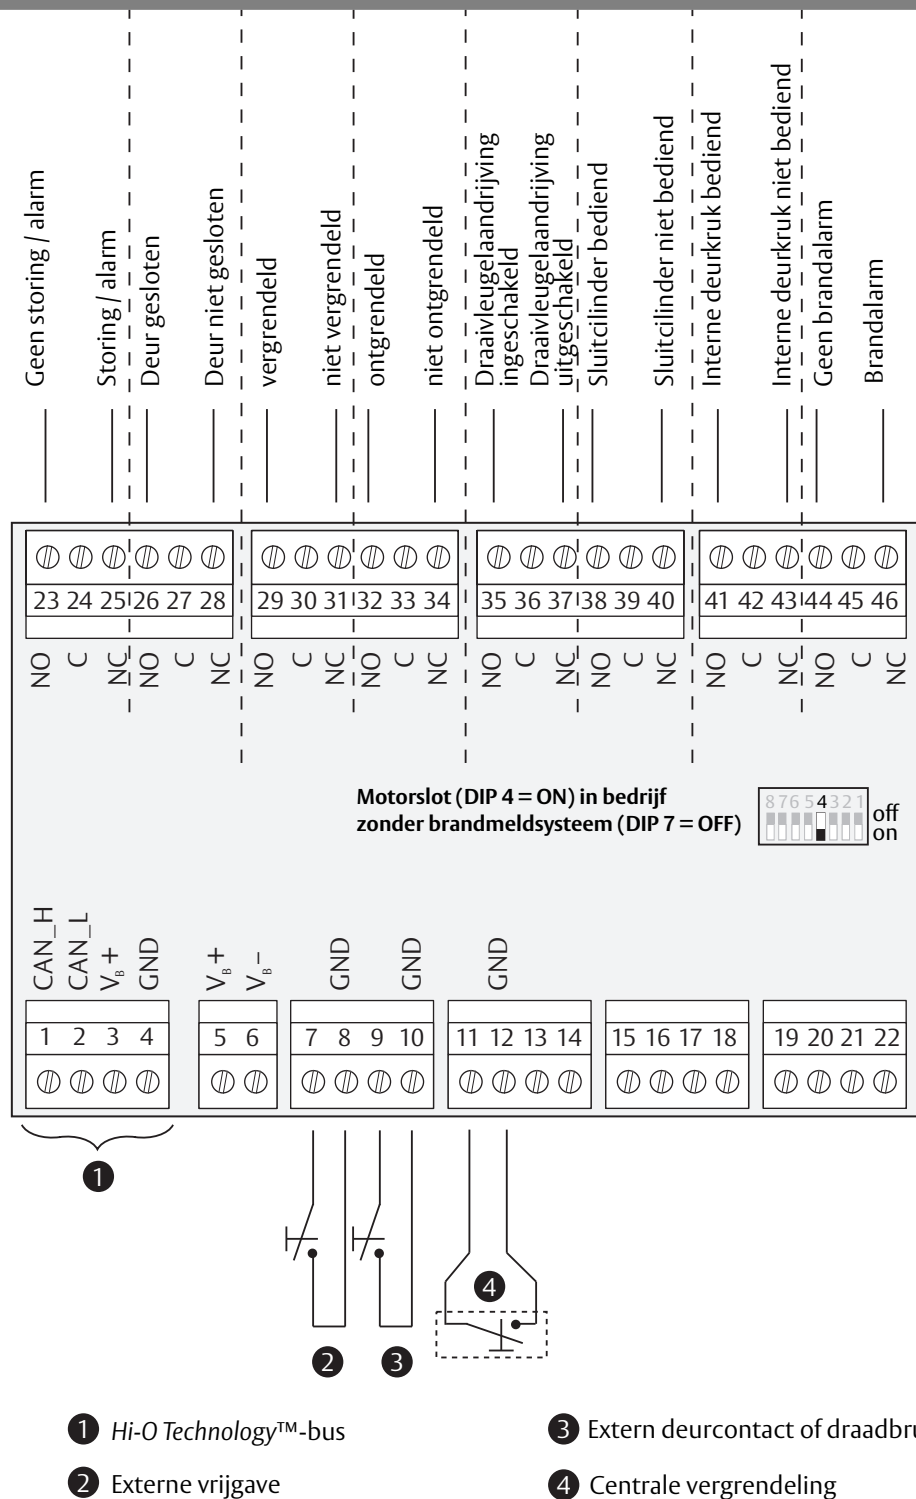 Geen storing / alarm
Storing / alarm
Deur gesloten
Deur niet gesloten
vergrendeld
niet vergrendeld
ontgrendeld
niet ontgrendeld
Draaivleugelaandrijving
ingeschakeld
Draaivleugelaandrijving
uitgeschakeld
Sluitcilinder bediend
Sluitcilinder niet bediend
Interne deurkruk bediend
Interne deurkruk niet bediend
Geen brandalarm
Brandalarm
23 24 25 26 27 28 29 30 31 32 33 34 35 36 37 38 39 40 41 42 43 44 45 46
NO C NC NO C NC NO C NC NO C NC NO C NC NO C NC NO C NC NO C NC
Motorslot (DIP 4 = ON) in bedrijf
zonder brandmeldsysteem (DIP 7 = OFF)
8 7 6 5 4 3 2 1
off
on
CAN_H CAN_L VB+ GND VB+ VB– GND GND GND
1 2 3 4 5 6 7 8 9 10 11 12 13 14 15 16 17 18 19 20 21 22
1
4
2 3
1 Hi-O Technology™-bus
3 Extern deurcontact of draadbru
2 Externe vrijgave
4 Centrale vergrendeling